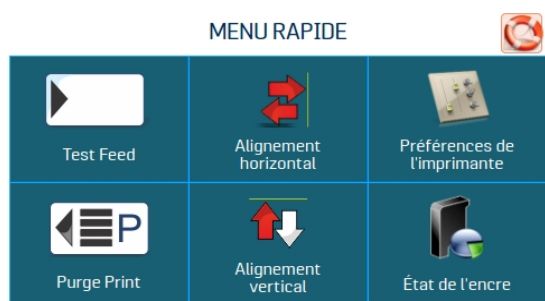 MENU RAPIDE
Test Feed
Alignement
horizontal
Préférences de
l'imprimante
P
Purge Print
Alignement
vertical
État de l'encre